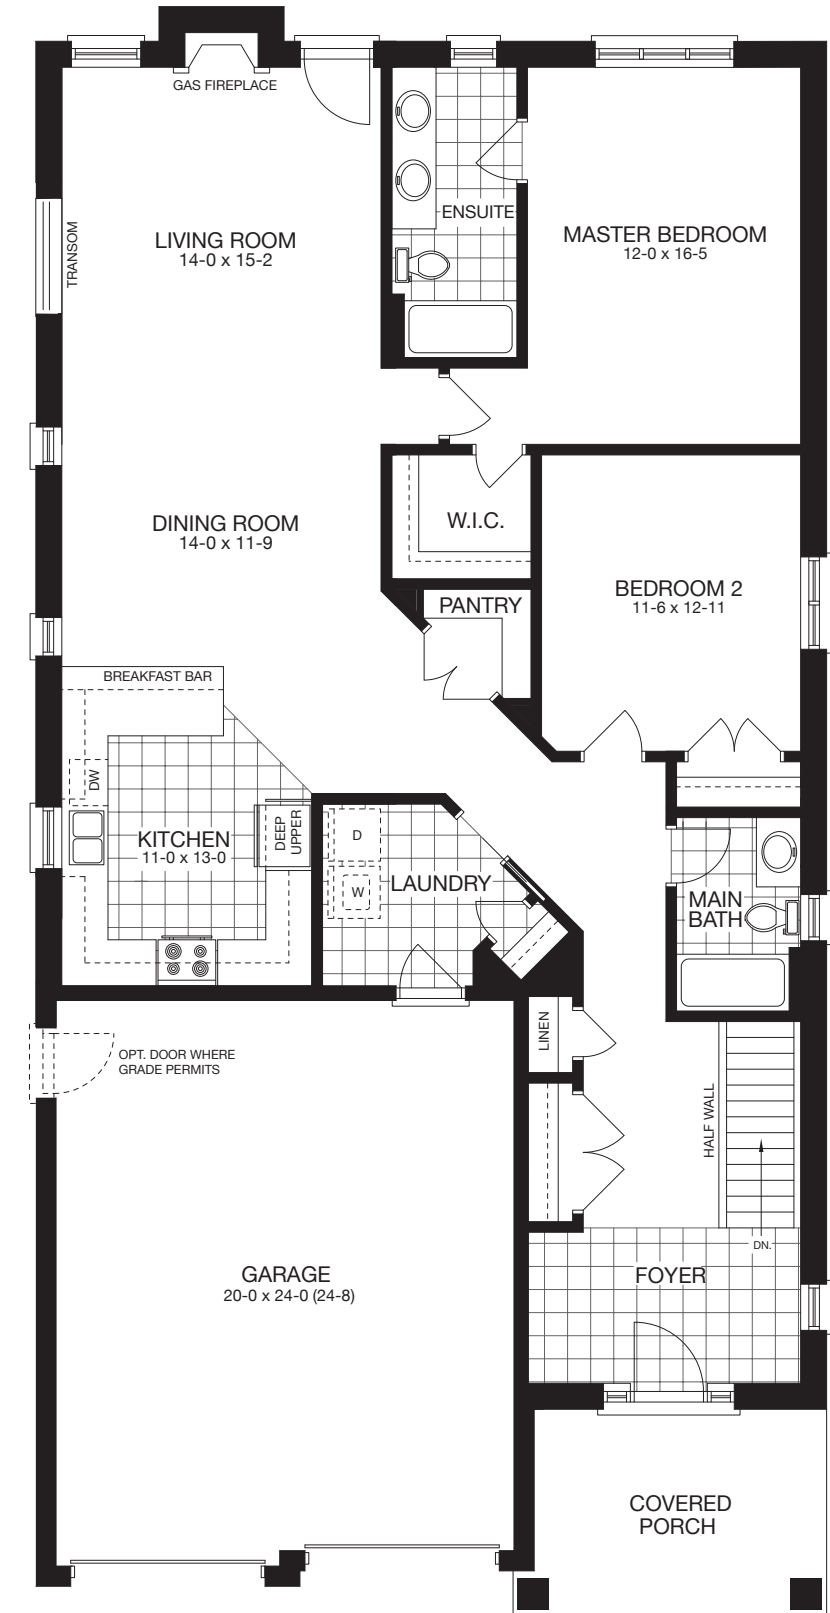 GAS FIREPLACE
ENSUITE
LIVING ROOM
14-0 x 15-2
TRANSOM
MASTER BEDROOM
12-0 x 16-5
W.I.C.
DINING ROOM
14-0 x 11-9
BEDROOM 2
11-6 x 12-11
PANTRY
BREAKFAST BAR
DW
KITCHEN
11-0 x 13-0
DEEP
UPPER
D
W
LAUNDRY
MAIN
BATH
LINEN
OPT. DOOR WHERE
GRADE PERMITS
HALF WALL
DN.
GARAGE
20-0 x 24-0 (24-8)
FOYER
COVERED
PORCH